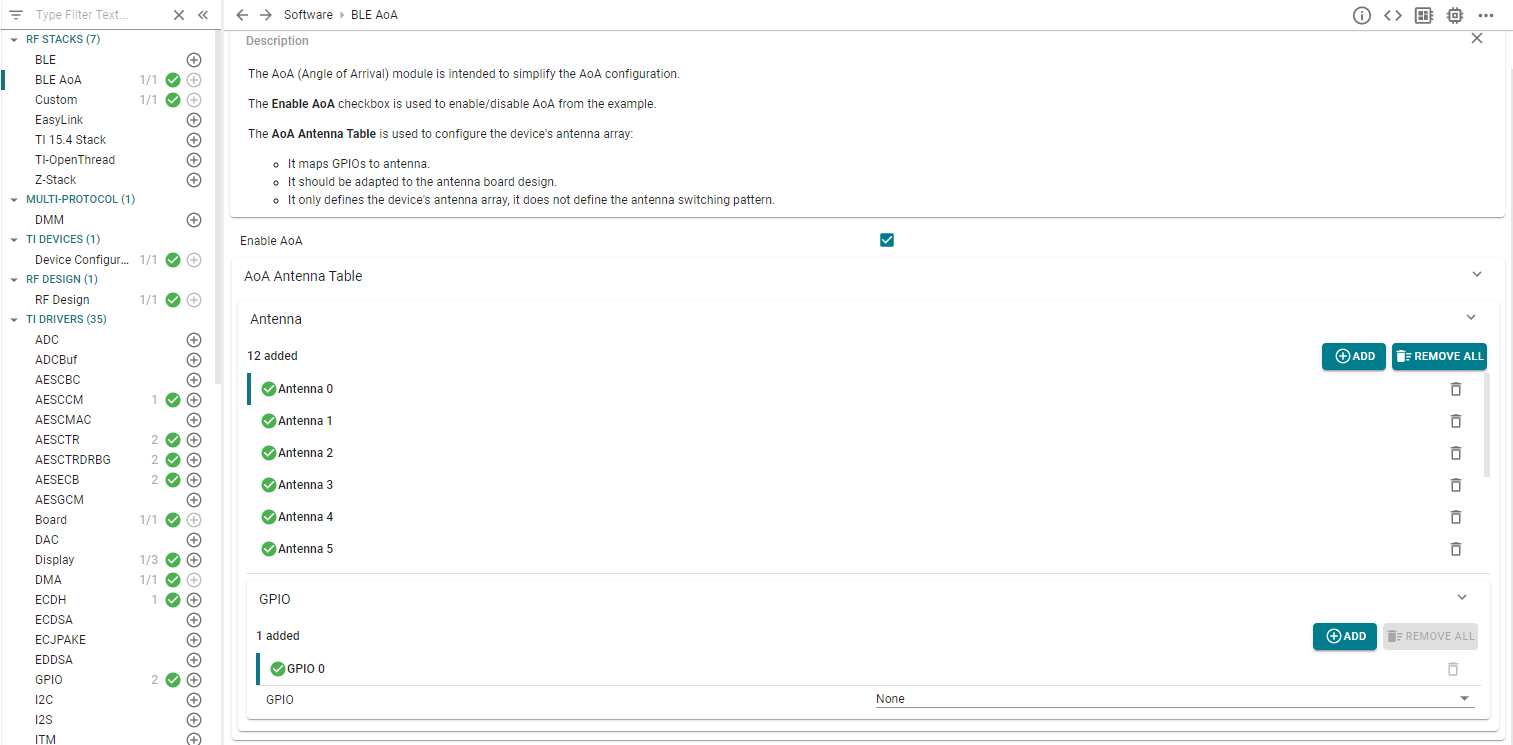 Type Filter Text...
Software › BLE AoA
RF STACKS (7)
BLE
BLE AoA 1/1
Custom 1/1
EasyLink
TI 15.4 Stack
TI-OpenThread
Z-Stack
MULTI-PROTOCOL (1)
DMM
TI DEVICES (1)
Device Configur... 1/1
RF DESIGN (1)
RF Design 1/1
TI DRIVERS (35)
ADC
ADCBuf
AESCBC
AESCCM 1
AESCMAC
AESCTR 2
AESCTRDRBG 2
AESECB 2
AESGCM
Board 1/1
DAC
Display 1/3
DMA 1/1
ECDH 1
ECDSA
ECJPAKE
EDDSA
GPIO 2
I2C
I2S
ITM
Description
The AoA (Angle of Arrival) module is intended to simplify the AoA configuration.
The Enable AoA checkbox is used to enable/disable AoA from the example.
The AoA Antenna Table is used to configure the device's antenna array:
It maps GPIOs to antenna.
It should be adapted to the antenna board design.
It only defines the device's antenna array, it does not define the antenna switching pattern.
Enable AoA
AoA Antenna Table
Antenna
12 added ADD REMOVE ALL
Antenna 0
Antenna 1
Antenna 2
Antenna 3
Antenna 4
Antenna 5
GPIO
1 added ADD REMOVE ALL
GPIO 0
GPIO None